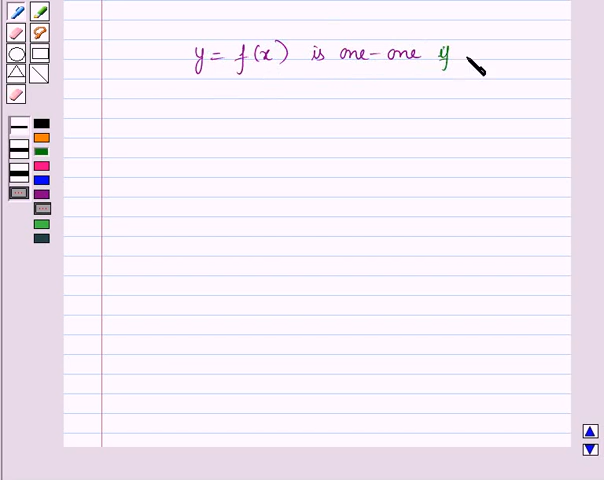 y = f(x) is one-one if